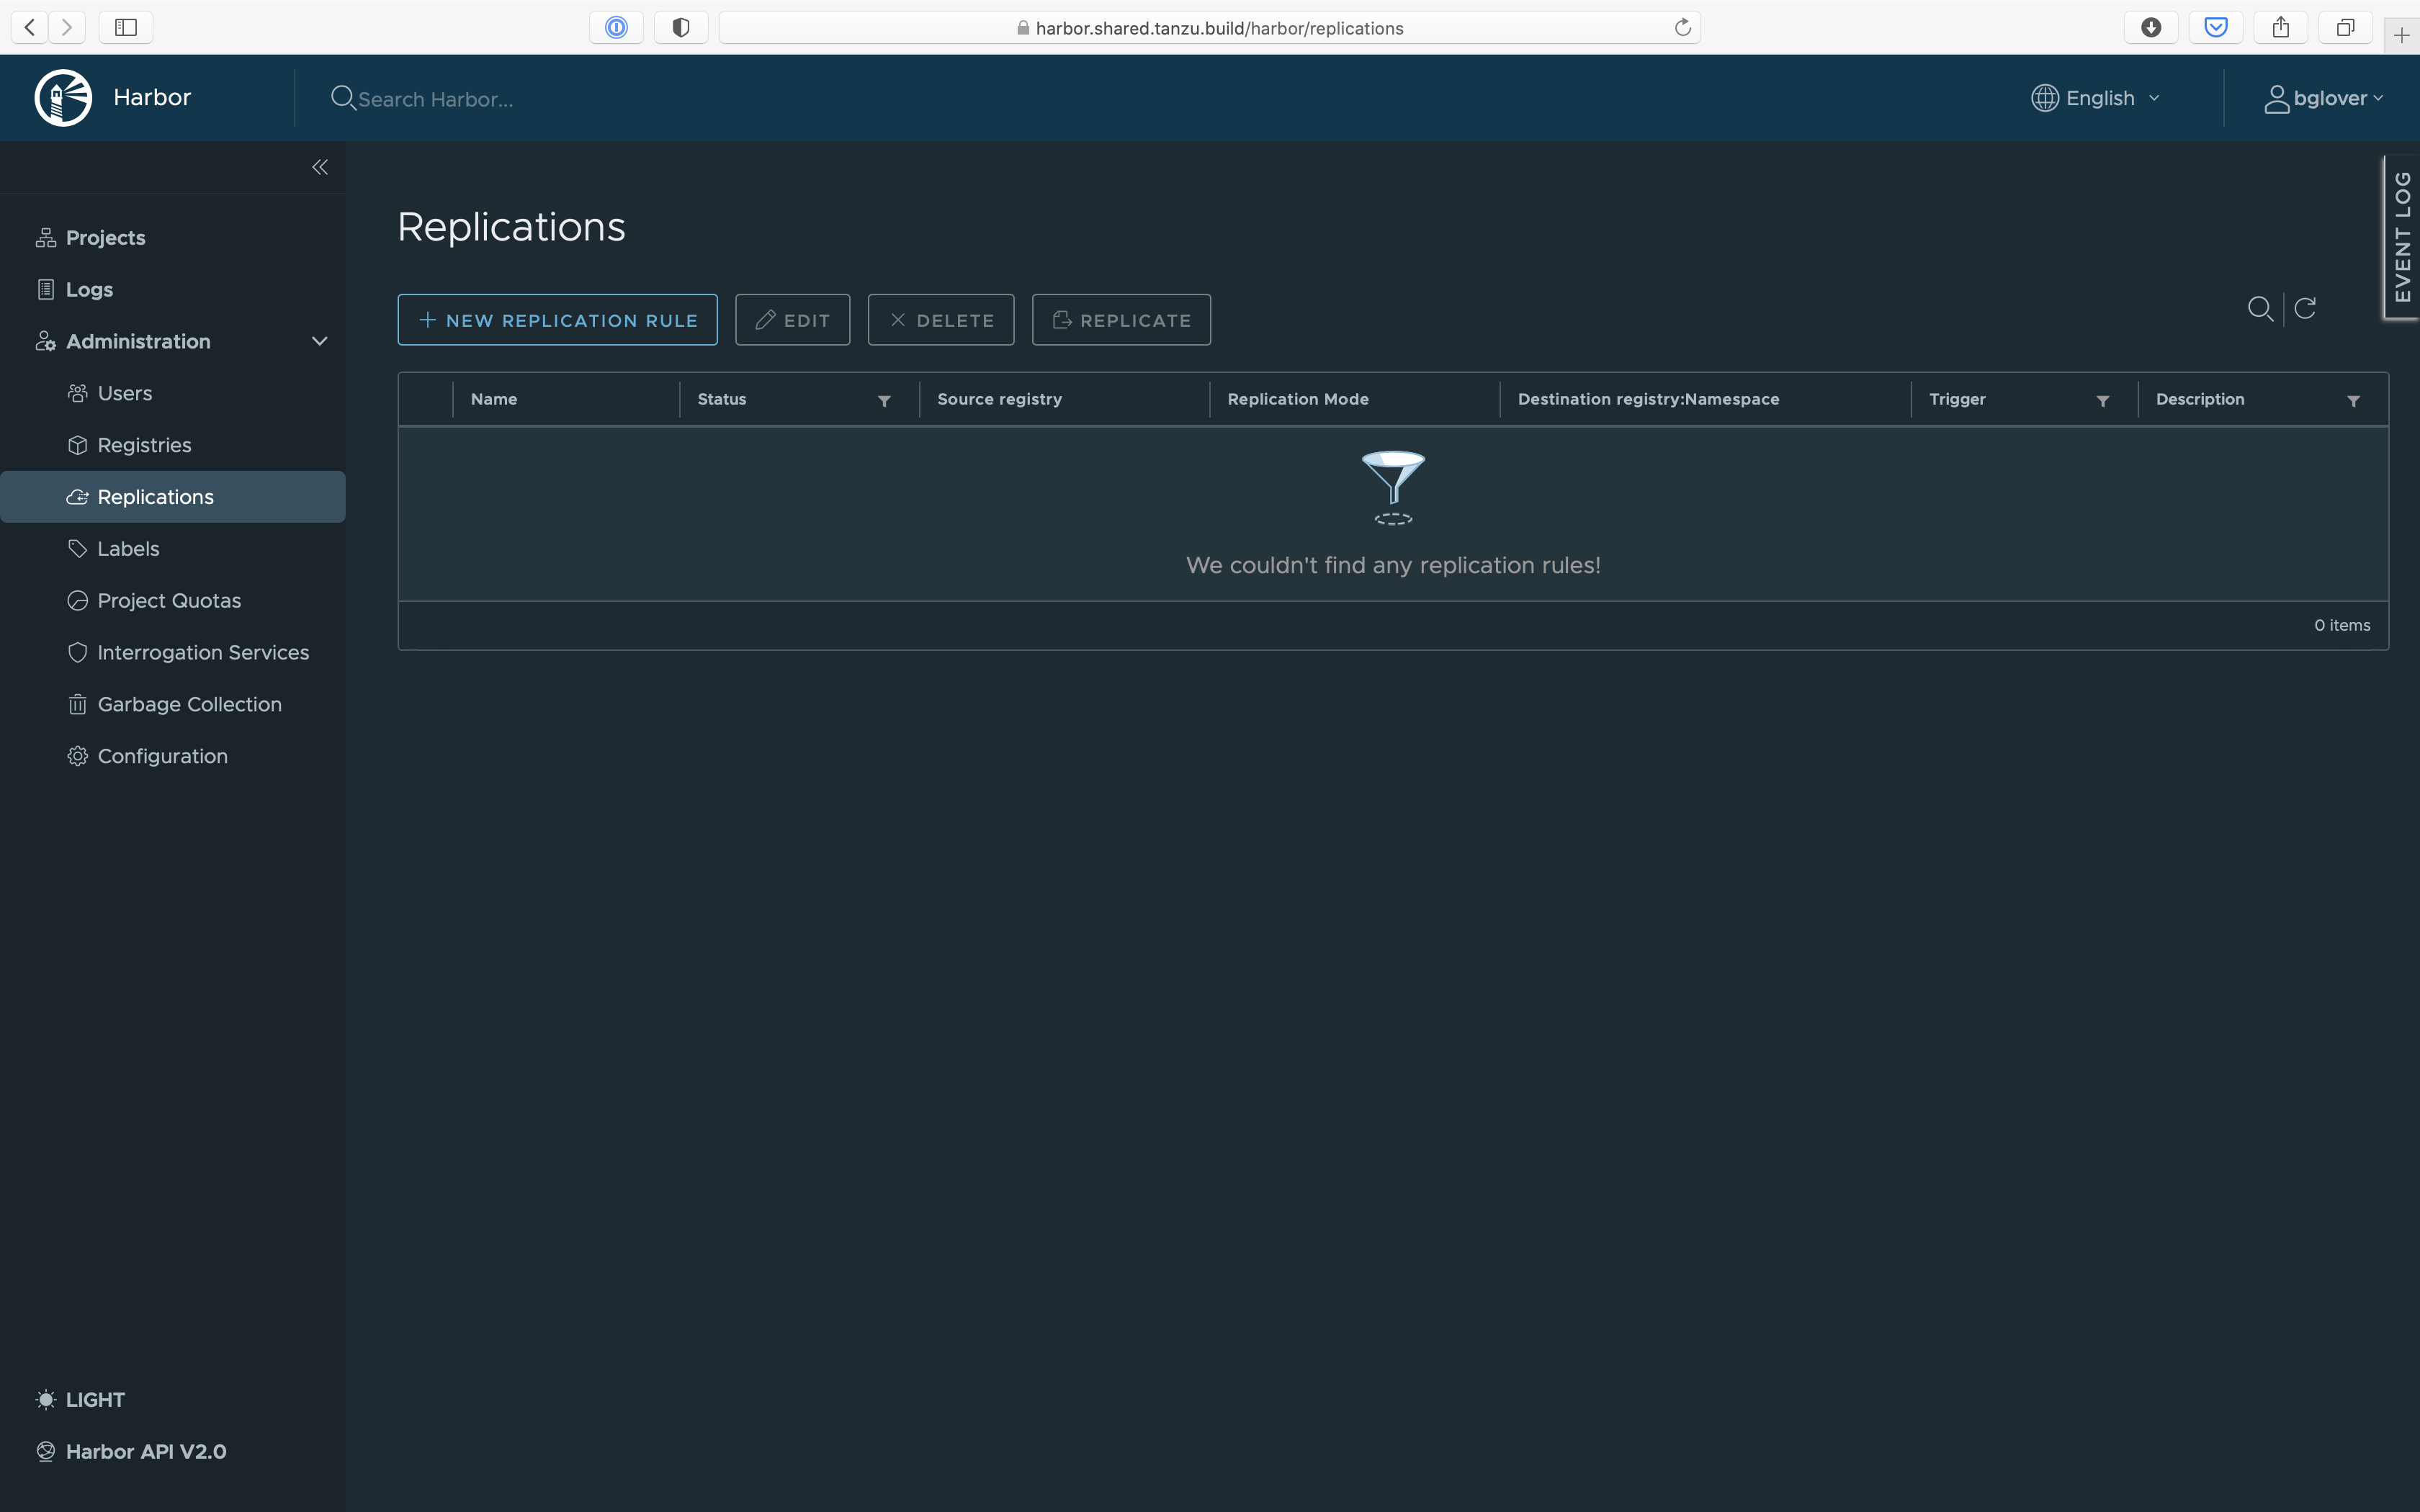 harbor.shared.tanzu.build/harbor/replications
Harbor
Search Harbor...
English
bglover
EVENT LOG
Projects
Logs
Administration
Users
Registries
Replications
Labels
Project Quotas
Interrogation Services
Garbage Collection
Configuration
LIGHT
Harbor API V2.0
Replications
NEW REPLICATION RULE EDIT DELETE REPLICATE
Name Status Source registry Replication Mode Destination registry:Namespace Trigger Description
We couldn't find any replication rules!
0 items